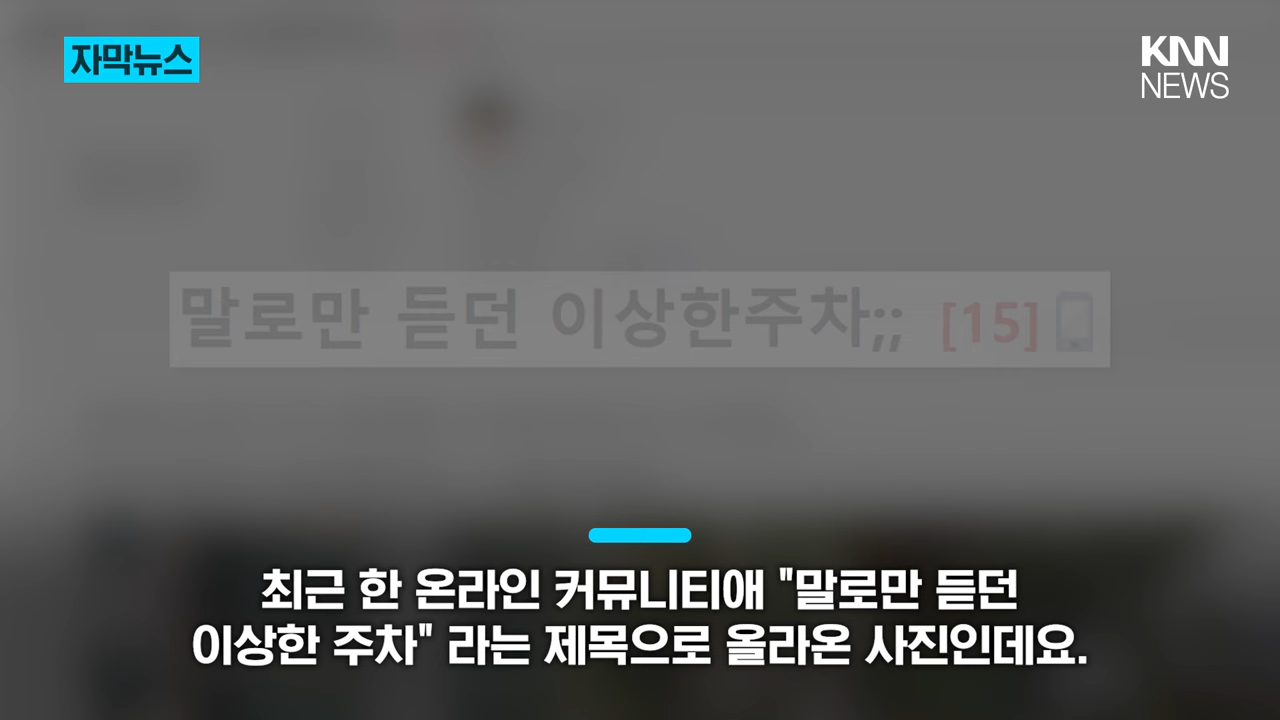 자막뉴스
KNN
NEWS
말로만 듣던 이상한주차;; [15]
최근 한 온라인 커뮤니티애 "말로만 듣던
이상한 주차" 라는 제목으로 올라온 사진인데요.